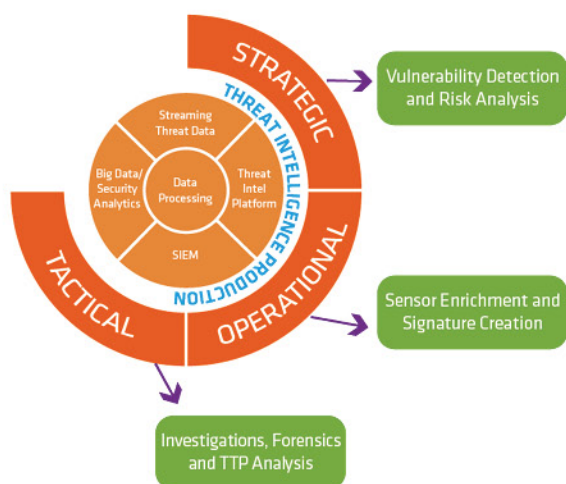 STRATEGIC
Vulnerability Detection
and Risk Analysis
THREAT INTELLIGENCE PRODUCTION
Streaming
Threat Data
Big Data/
Security
Analytics
Data
Processing
Threat
Intel
Platform
SIEM
TACTICAL
OPERATIONAL
Sensor Enrichment and
Signature Creation
Investigations, Forensics
and TTP Analysis